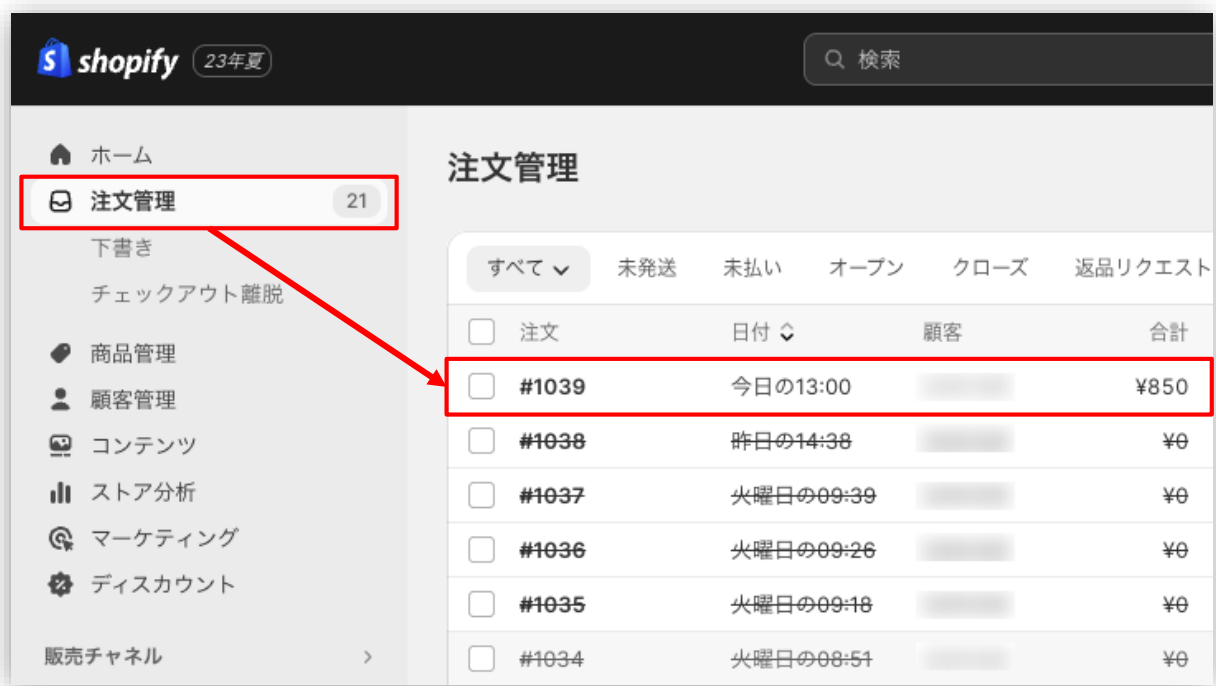 shopify 23年夏 検索
ホーム
注文管理 21
下書き
チェックアウト離脱
商品管理
顧客管理
コンテンツ
ストア分析
マーケティング
ディスカウント
販売チャネル
注文管理
すべて 未発送 未払い オープン クローズ 返品リクエスト
注文 日付 顧客 合計
#1039 今日の13:00 ¥850
#1038 昨日の14:38 ¥0
#1037 火曜日の09:39 ¥0
#1036 火曜日の09:26 ¥0
#1035 火曜日の09:18 ¥0
#1034 火曜日の08:51 ¥0